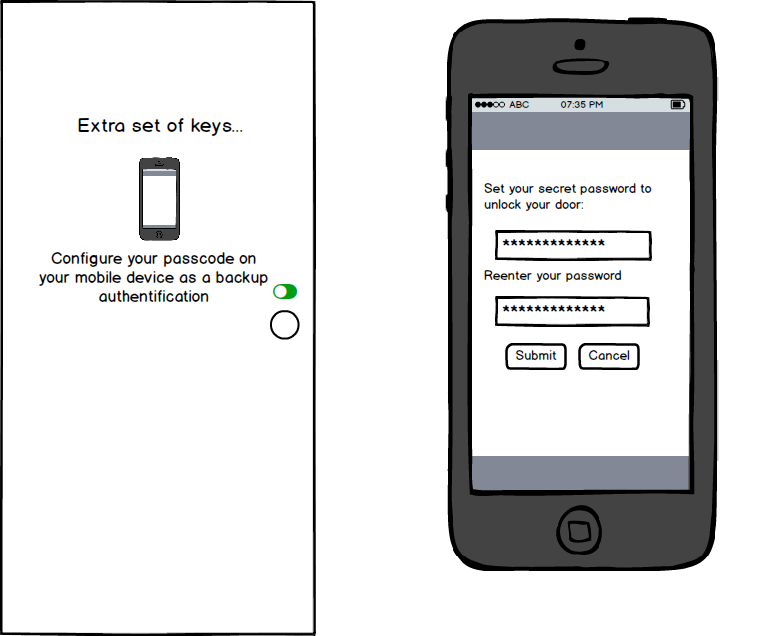 Extra set of keys...
Configure your passcode on
your mobile device as a backup
authentification
ABC 07:35 PM
Set your secret password to
unlock your door:
*************
Reenter your password
*************
Submit Cancel